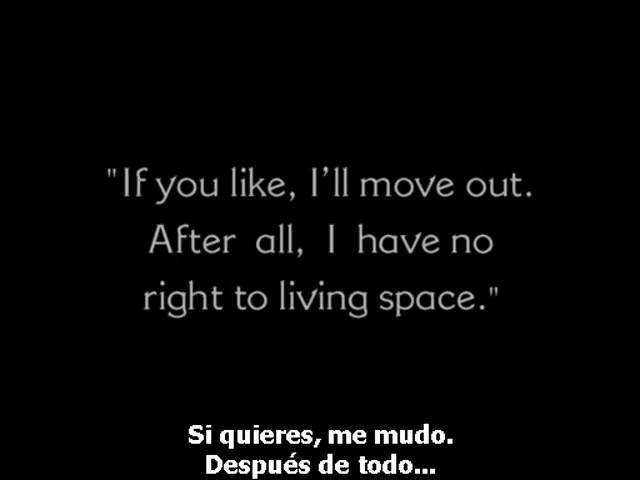 "If you like, I'll move out.
After all, I have no
right to living space."
Si quieres, me mudo.
Después de todo...